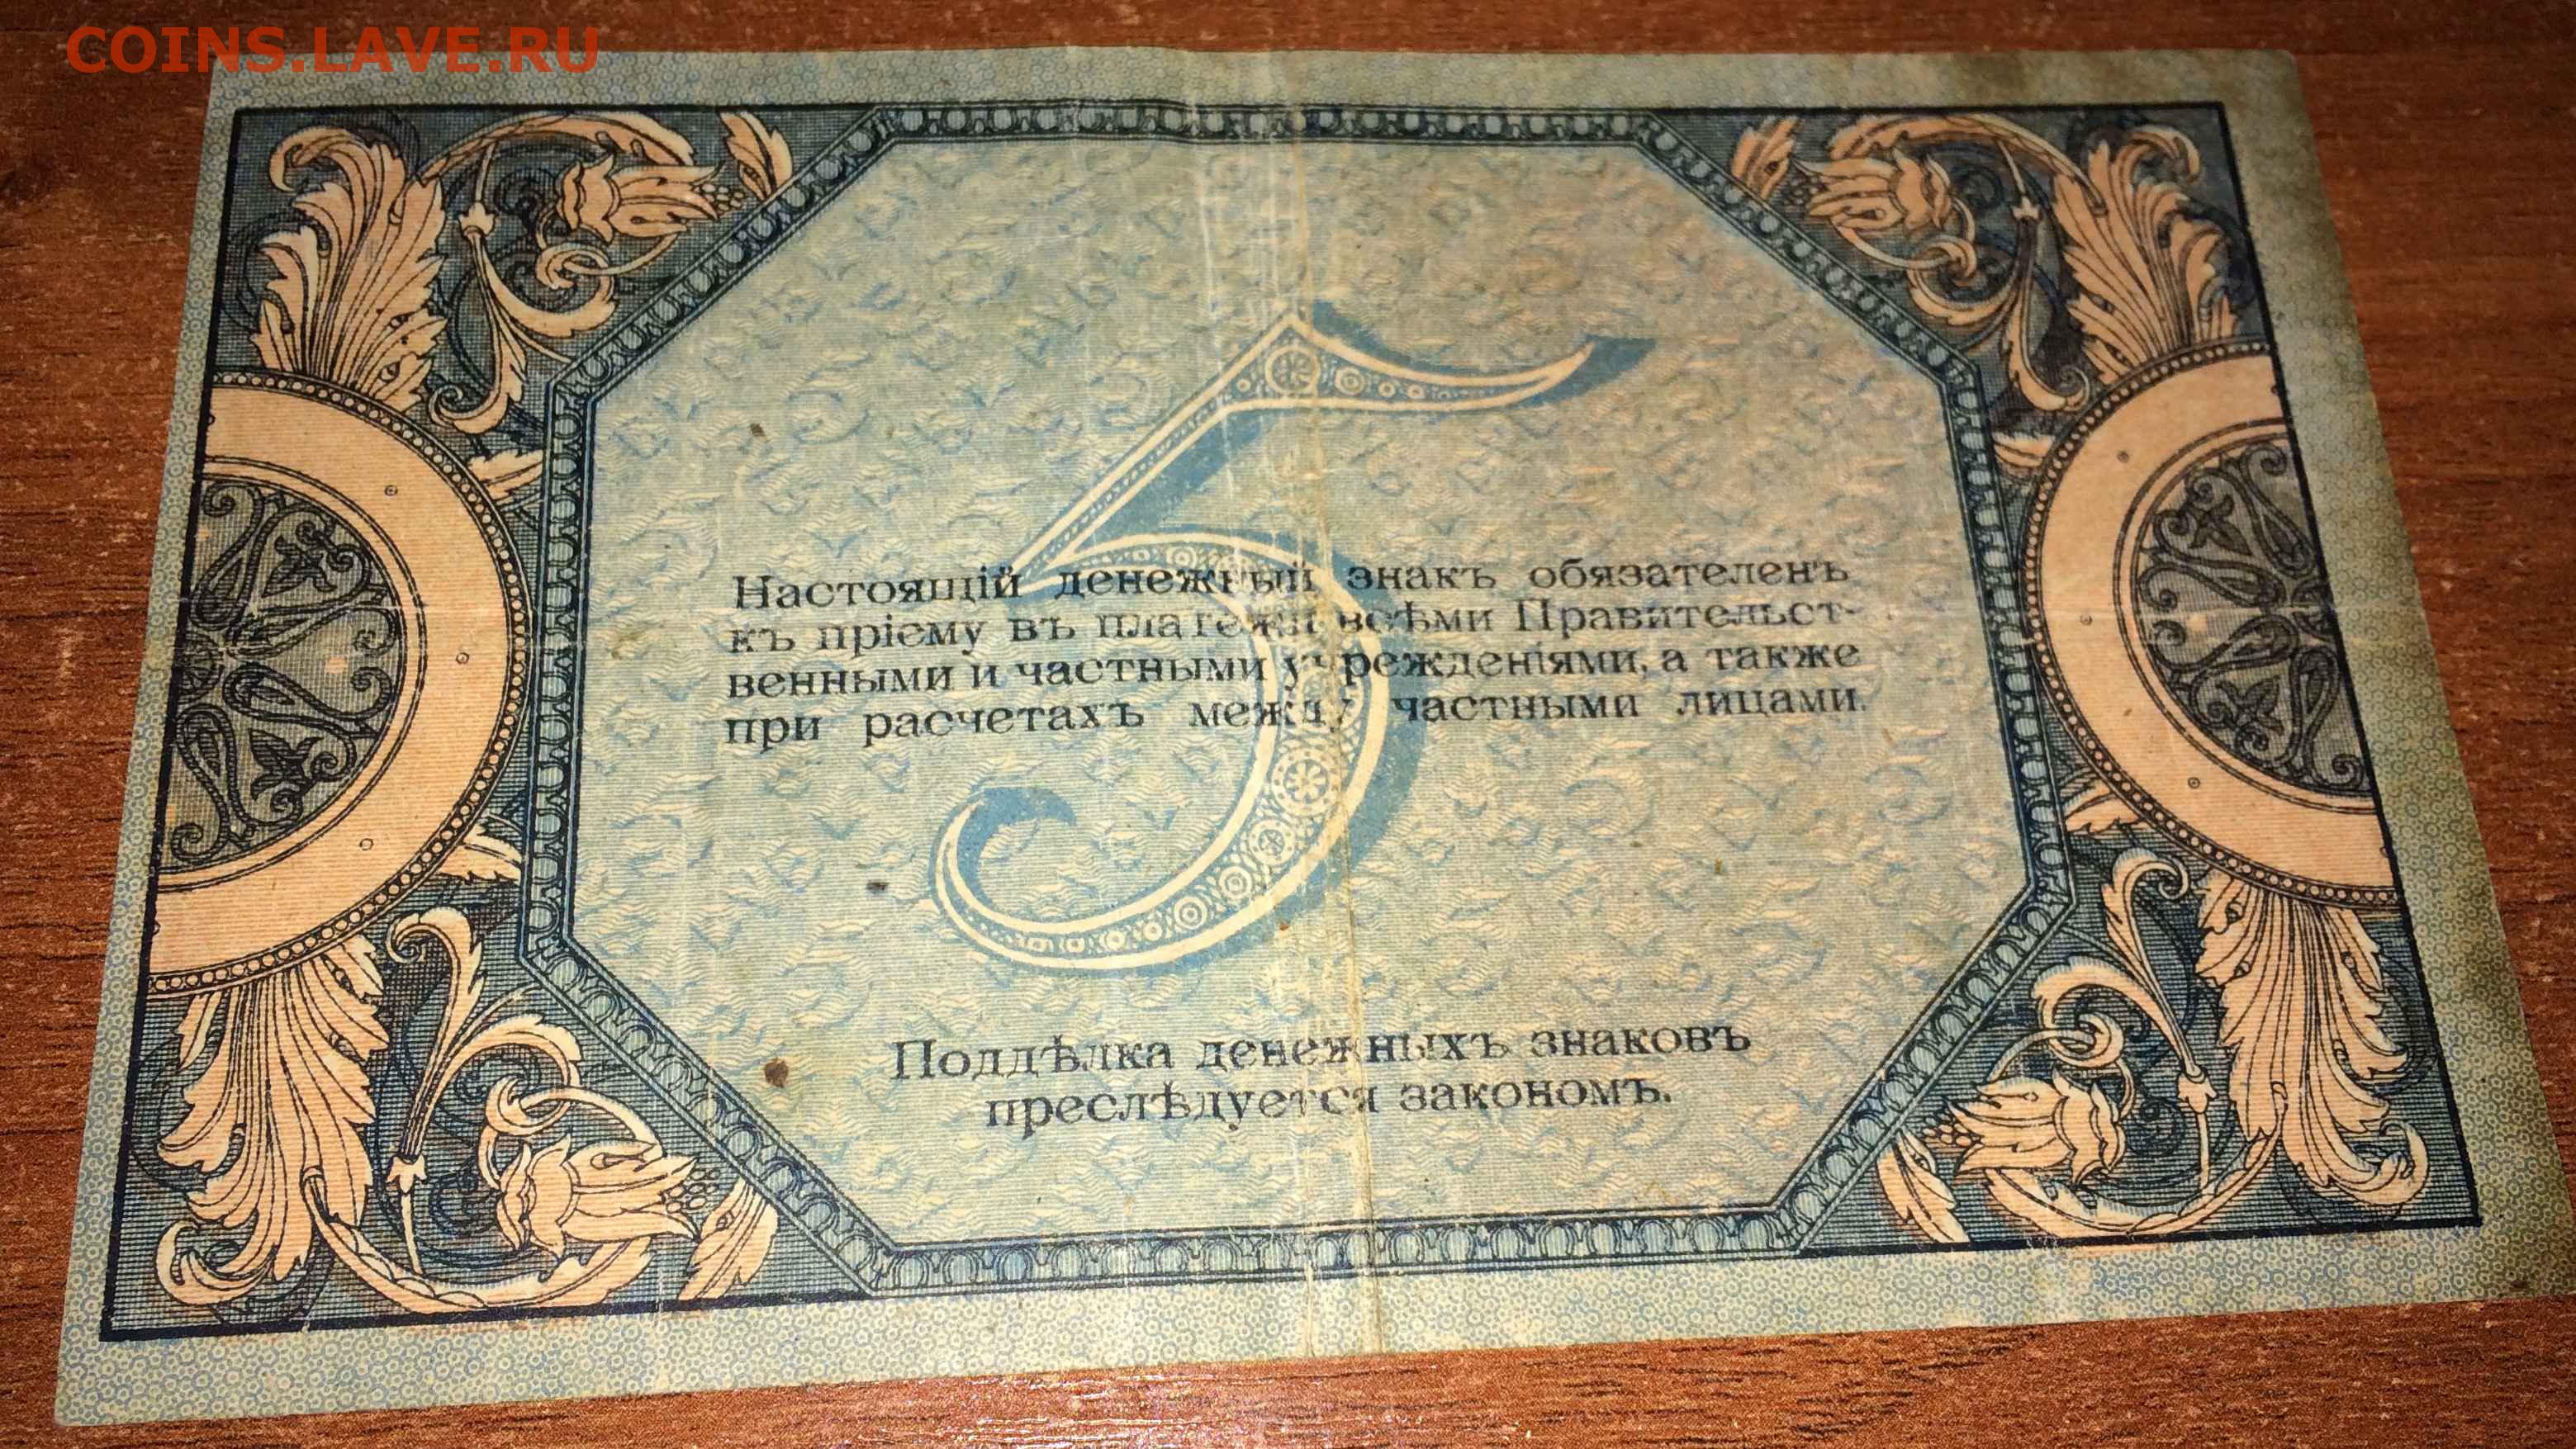 COINS.LAVE.RU
5
Настоящій денежный знакъ обязателенъ
къ пріему въ платежи всѣми Правительст-
венными и частными учрежденіями, а также
при расчетахъ между частными лицами.
Поддѣлка денежныхъ знаковъ
преслѣдуется закономъ.